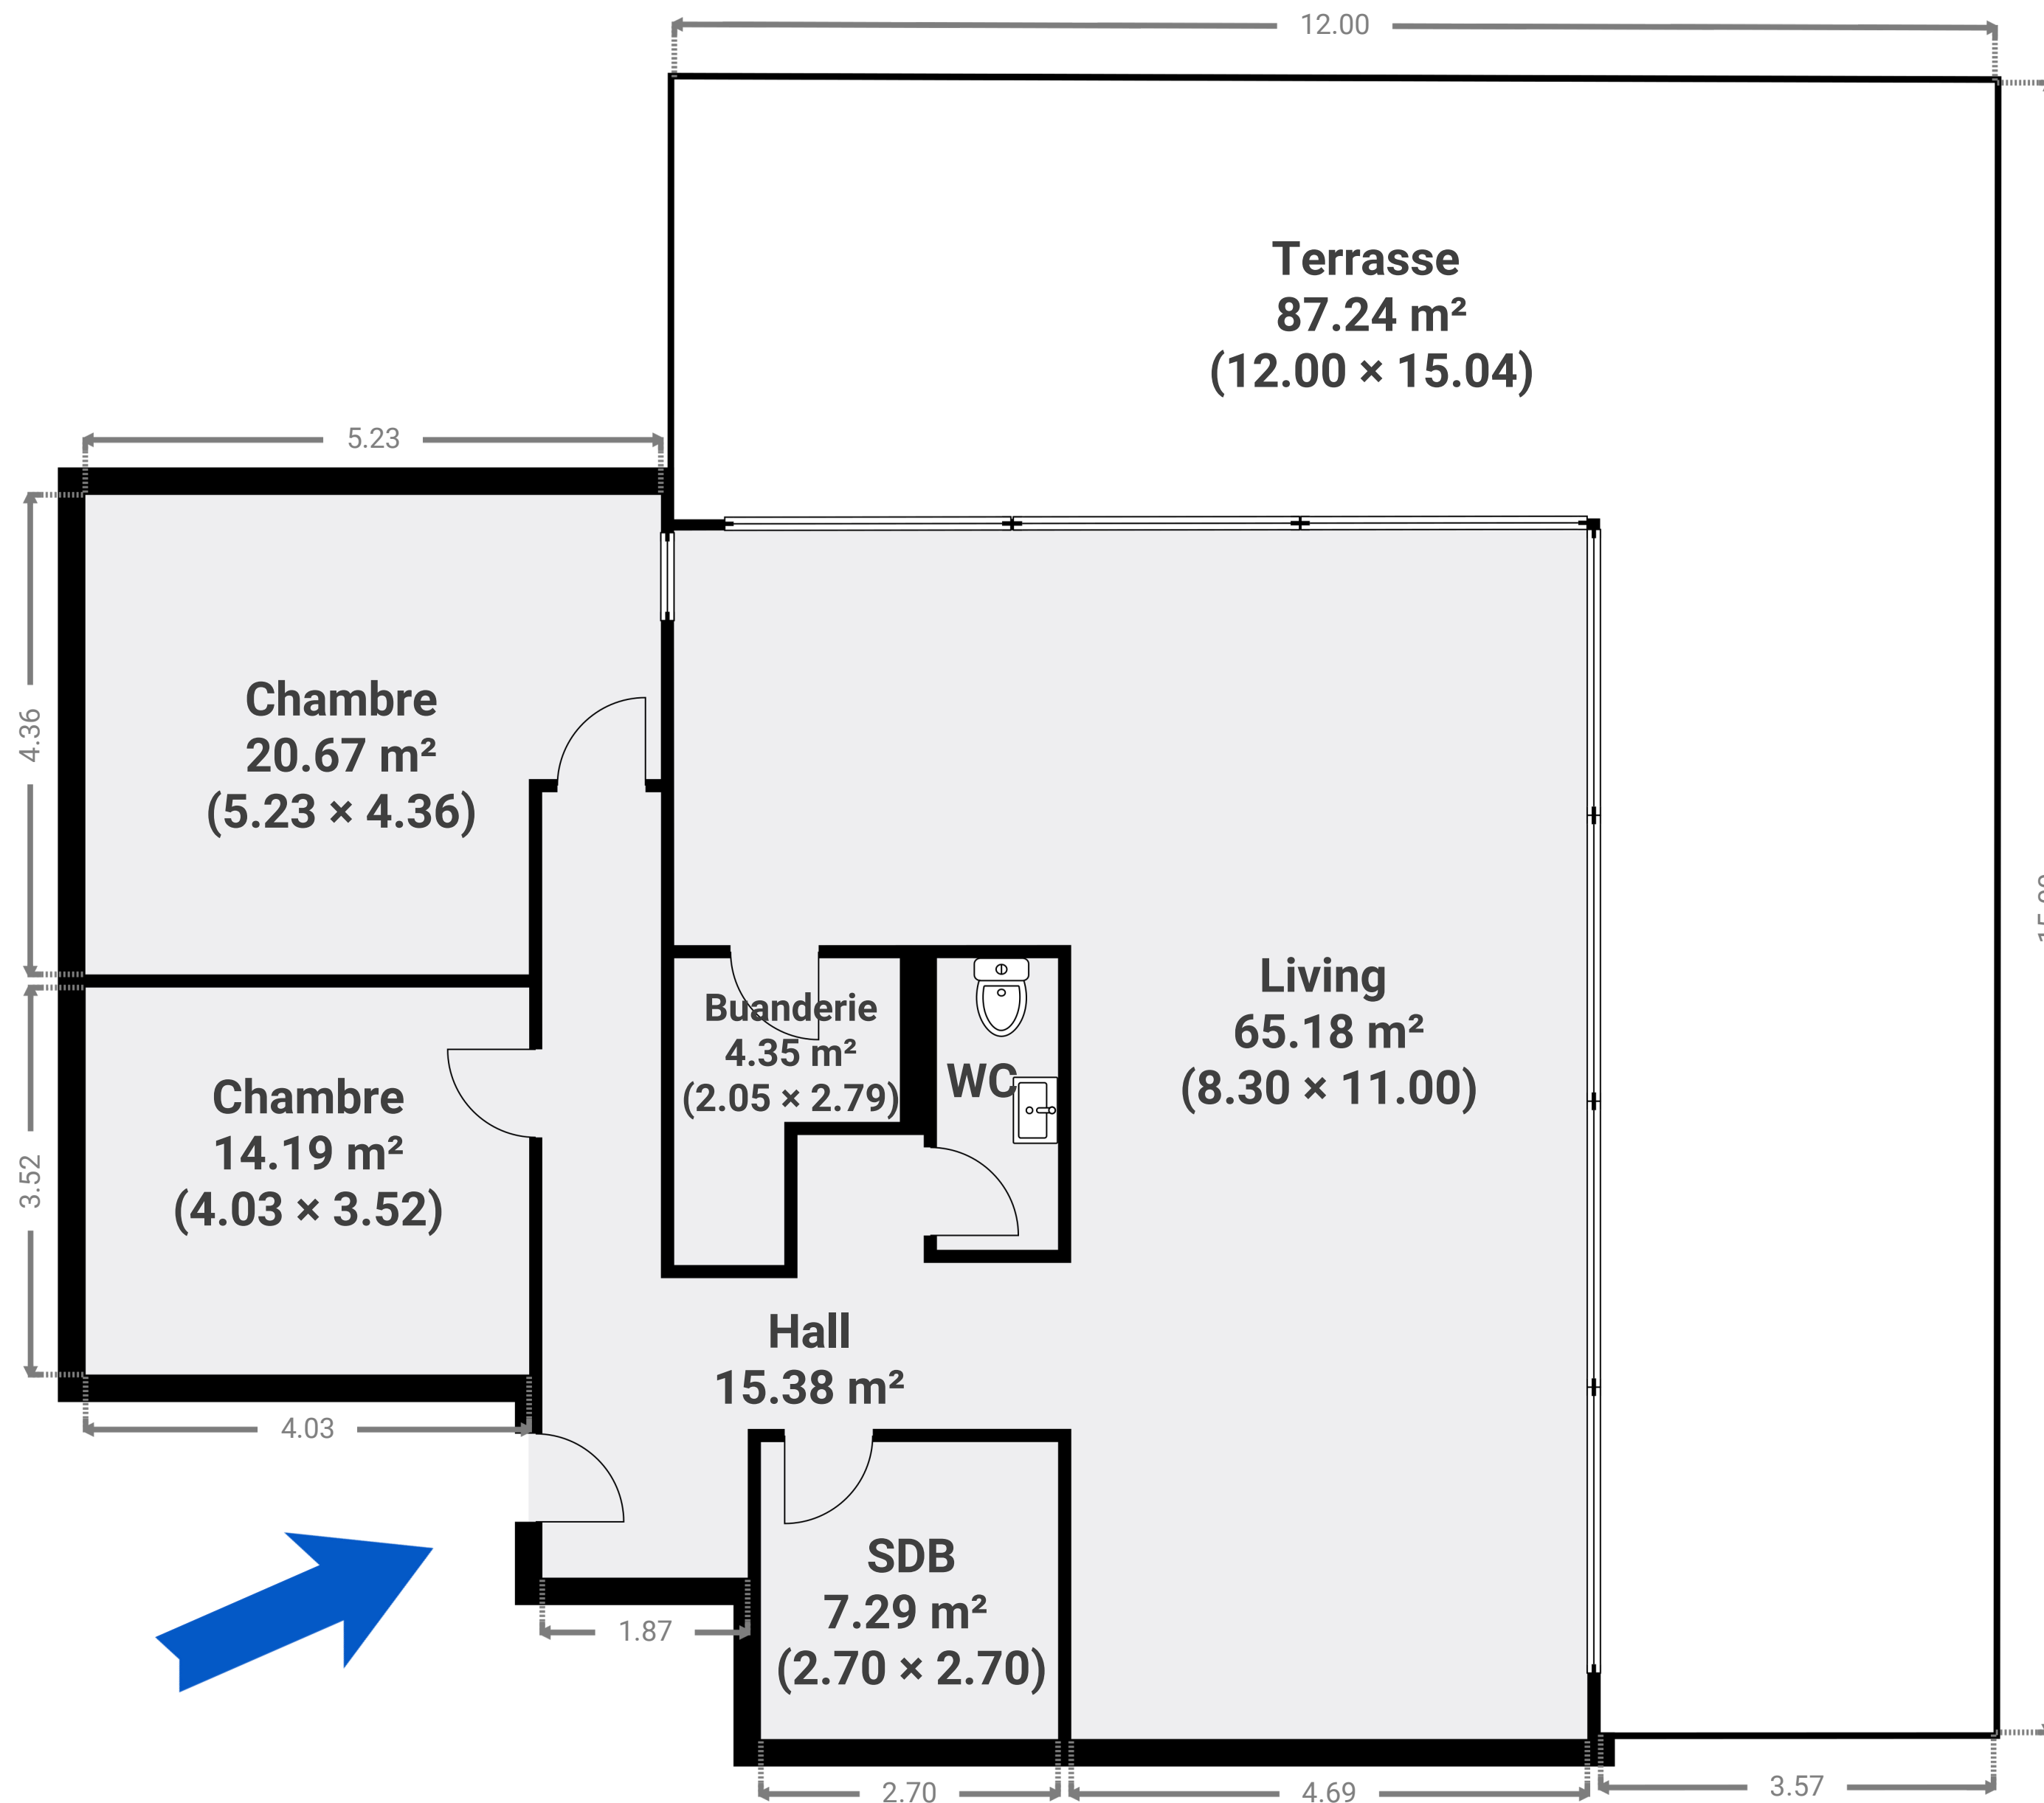 12.00
Terrasse
87.24 m²
(12.00 × 15.04)
5.23
4.36
Chambre
20.67 m²
(5.23 × 4.36)
Living
65.18 m²
(8.30 × 11.00)
Buanderie
4.35 m²
(2.05 × 2.79)
WC
3.52
Chambre
14.19 m²
(4.03 × 3.52)
Hall
15.38 m²
4.03
SDB
7.29 m²
(2.70 × 2.70)
1.87
2.70
4.69
3.57